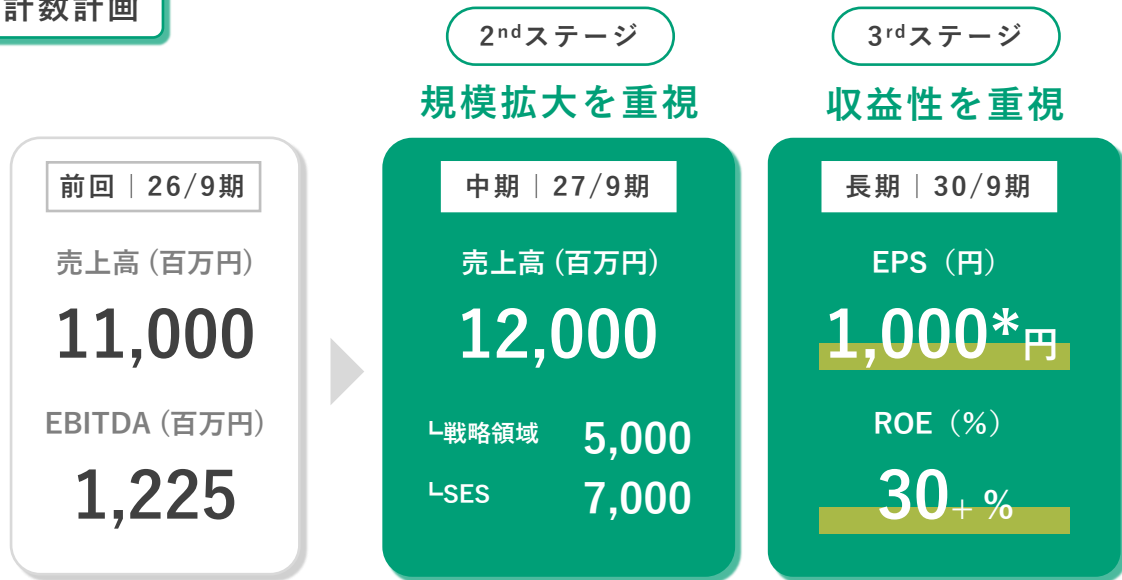 計数計画
2ndステージ
規模拡大を重視
3rdステージ
収益性を重視
前回｜26/9期
売上高（百万円）
11,000
EBITDA（百万円）
1,225
中期｜27/9期
売上高（百万円）
12,000
┗戦略領域 5,000
┗SES 7,000
長期｜30/9期
EPS（円）
1,000*円
ROE（%）
30+ %